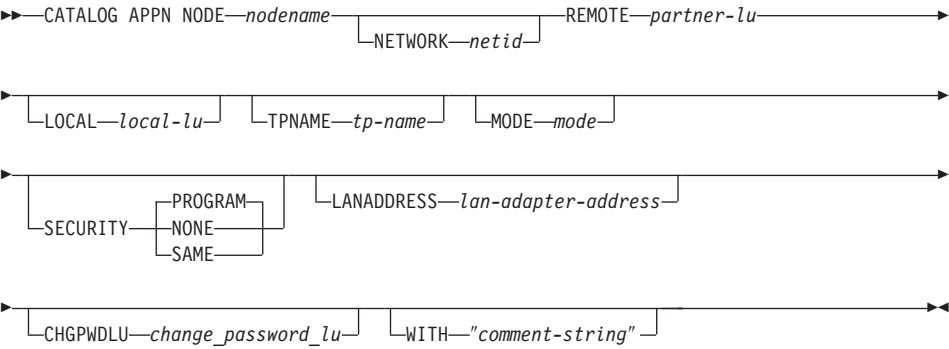 CATALOG APPN NODE nodename REMOTE partner-lu
NETWORK netid
LOCAL local-lu TPNAME tp-name MODE mode
PROGRAM
SECURITY NONE
SAME
LANADDRESS lan-adapter-address
CHGPWDLU change_password_lu WITH "comment-string"